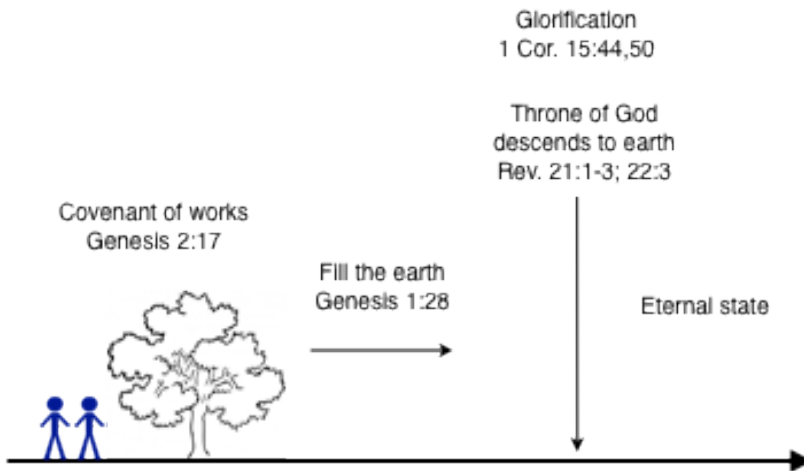 Glorification
1 Cor. 15:44,50
Throne of God
descends to earth
Rev. 21:1-3; 22:3
Covenant of works
Genesis 2:17
Fill the earth
Genesis 1:28
Eternal state